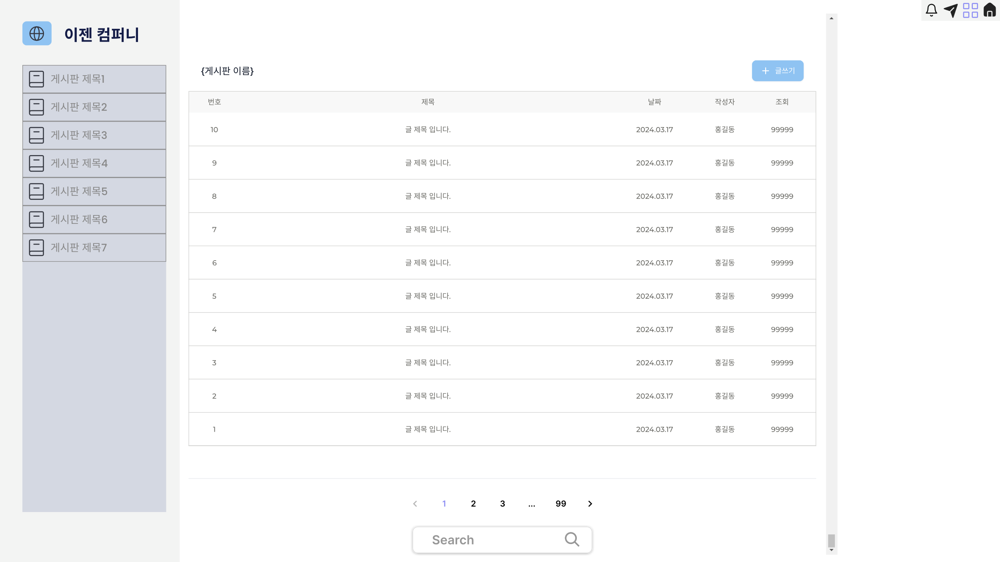 이젠 컴퍼니
게시판 제목1
게시판 제목2
게시판 제목3
게시판 제목4
게시판 제목5
게시판 제목6
게시판 제목7
{게시판 이름}
글쓰기
번호 제목 날짜 작성자 조회
10 글 제목 입니다. 2024.03.17 홍길동 99999
9 글 제목 입니다. 2024.03.17 홍길동 99999
8 글 제목 입니다. 2024.03.17 홍길동 99999
7 글 제목 입니다. 2024.03.17 홍길동 99999
6 글 제목 입니다. 2024.03.17 홍길동 99999
5 글 제목 입니다. 2024.03.17 홍길동 99999
4 글 제목 입니다. 2024.03.17 홍길동 99999
3 글 제목 입니다. 2024.03.17 홍길동 99999
2 글 제목 입니다. 2024.03.17 홍길동 99999
1 글 제목 입니다. 2024.03.17 홍길동 99999
1 2 3 ... 99
Search